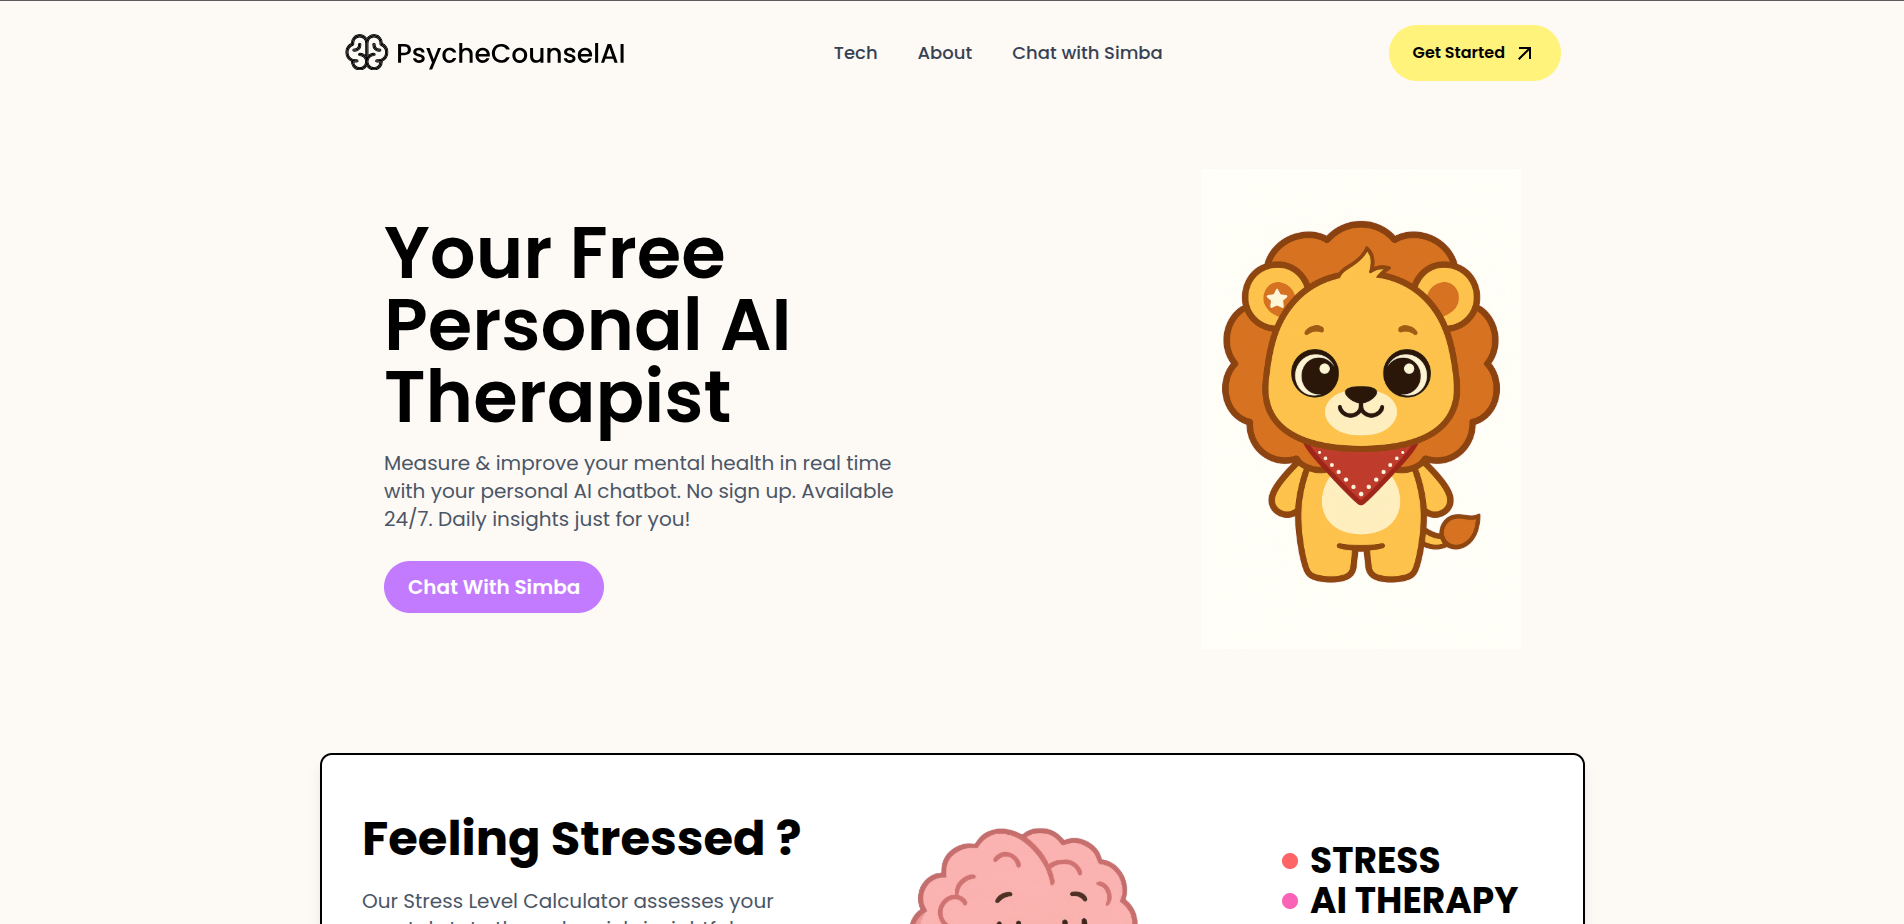 PsycheCounselAI
Tech
About
Chat with Simba
Get Started
Your Free
Personal AI
Therapist
Measure & improve your mental health in real time
with your personal AI chatbot. No sign up. Available
24/7. Daily insights just for you!
Chat With Simba
Feeling Stressed ?
Our Stress Level Calculator assesses your
STRESS
AI THERAPY